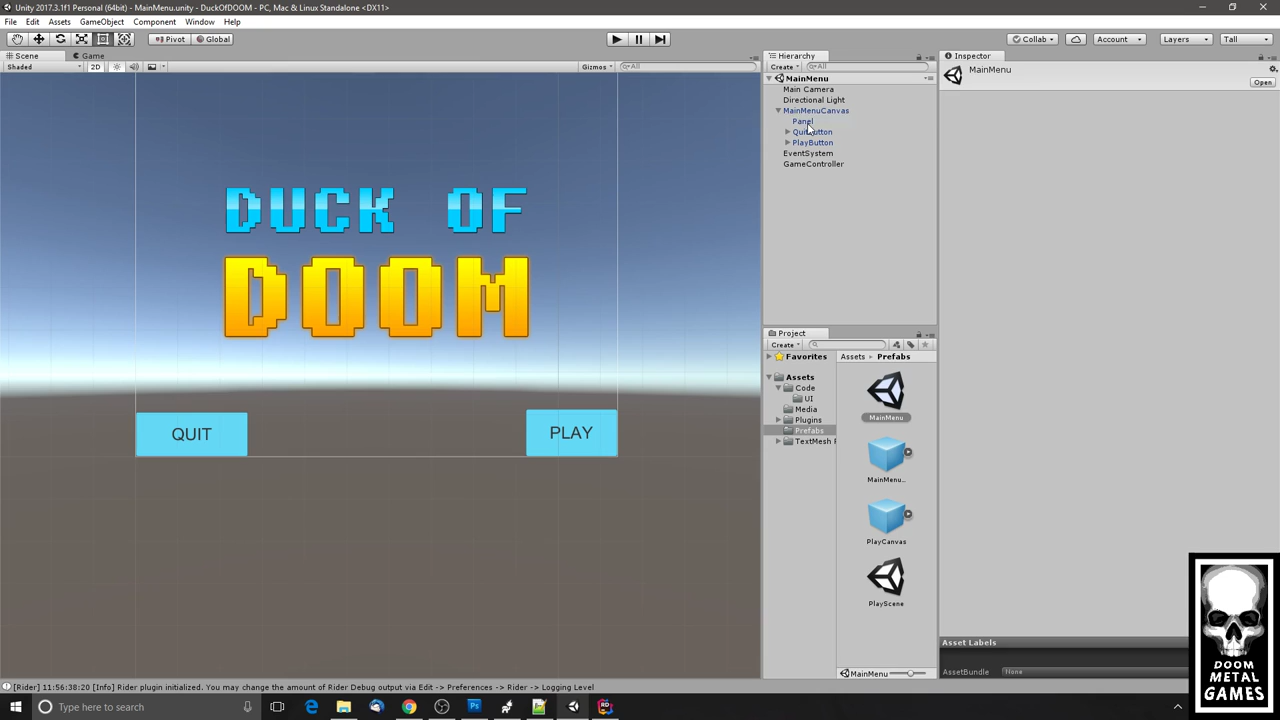 Unity 2017.3.1f1 Personal (64bit) - MainMenu.unity - DuckOfDOOM - PC, Mac & Linux Standalone <DX11>
File Edit Assets GameObject Component Window Help
Pivot Global Collab Account Layers Tall
Scene Game Hierarchy Inspector
Shaded 2D Gizmos All Create All
MainMenu MainMenu
Open
Main Camera
Directional Light
MainMenuCanvas
Panel
QuitButton
PlayButton
EventSystem
GameController
DUCK OF
DOOM
QUIT PLAY
Project
Create
Favorites
Assets
Code
UI
Media
Plugins
Prefabs
TextMesh P
Assets Prefabs
MainMenu
MainMenu...
PlayCanvas
PlayScene
MainMenu
Asset Labels
AssetBundle None
DOOM
METAL
GAMES
[Rider] 11:56:38:20 [Info] Rider plugin initialized. You may change the amount of Rider Debug output via Edit -> Preferences -> Rider -> Logging Level
Type here to search